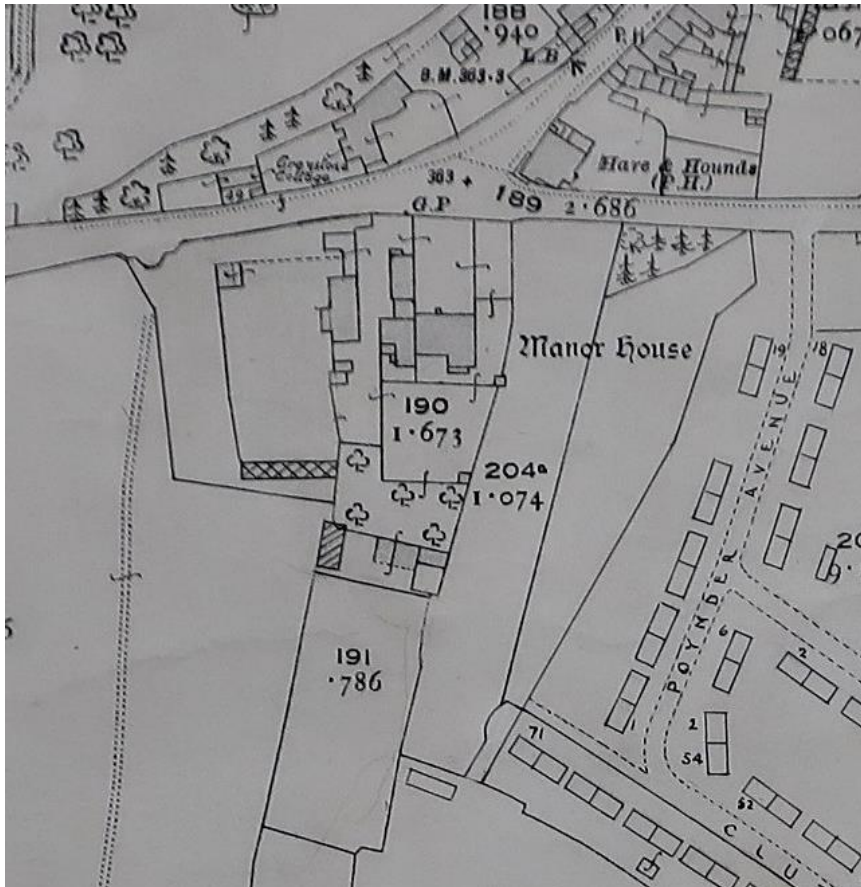 188
·940
L.B
P.H
·067
B.M. 363·3
Cottage
Hare & Hounds
(P.H.)
363 +
G.P
189
2·686
Manor House
19
18
190
1·673
204a
1·074
AVENUE
POYNDER
191
·786
6
2
1
2
54
71
52
CLU